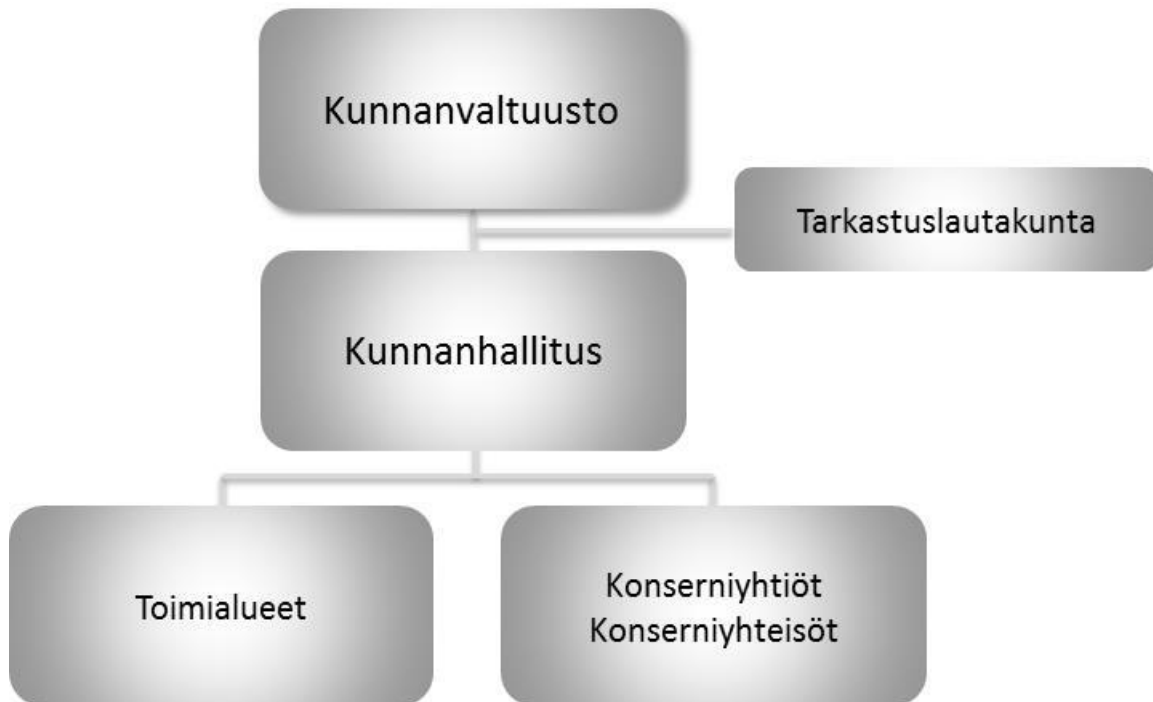 Kunnanvaltuusto
Tarkastuslautakunta
Kunnanhallitus
Toimialueet
Konserniyhtiöt
Konserniyhteisöt